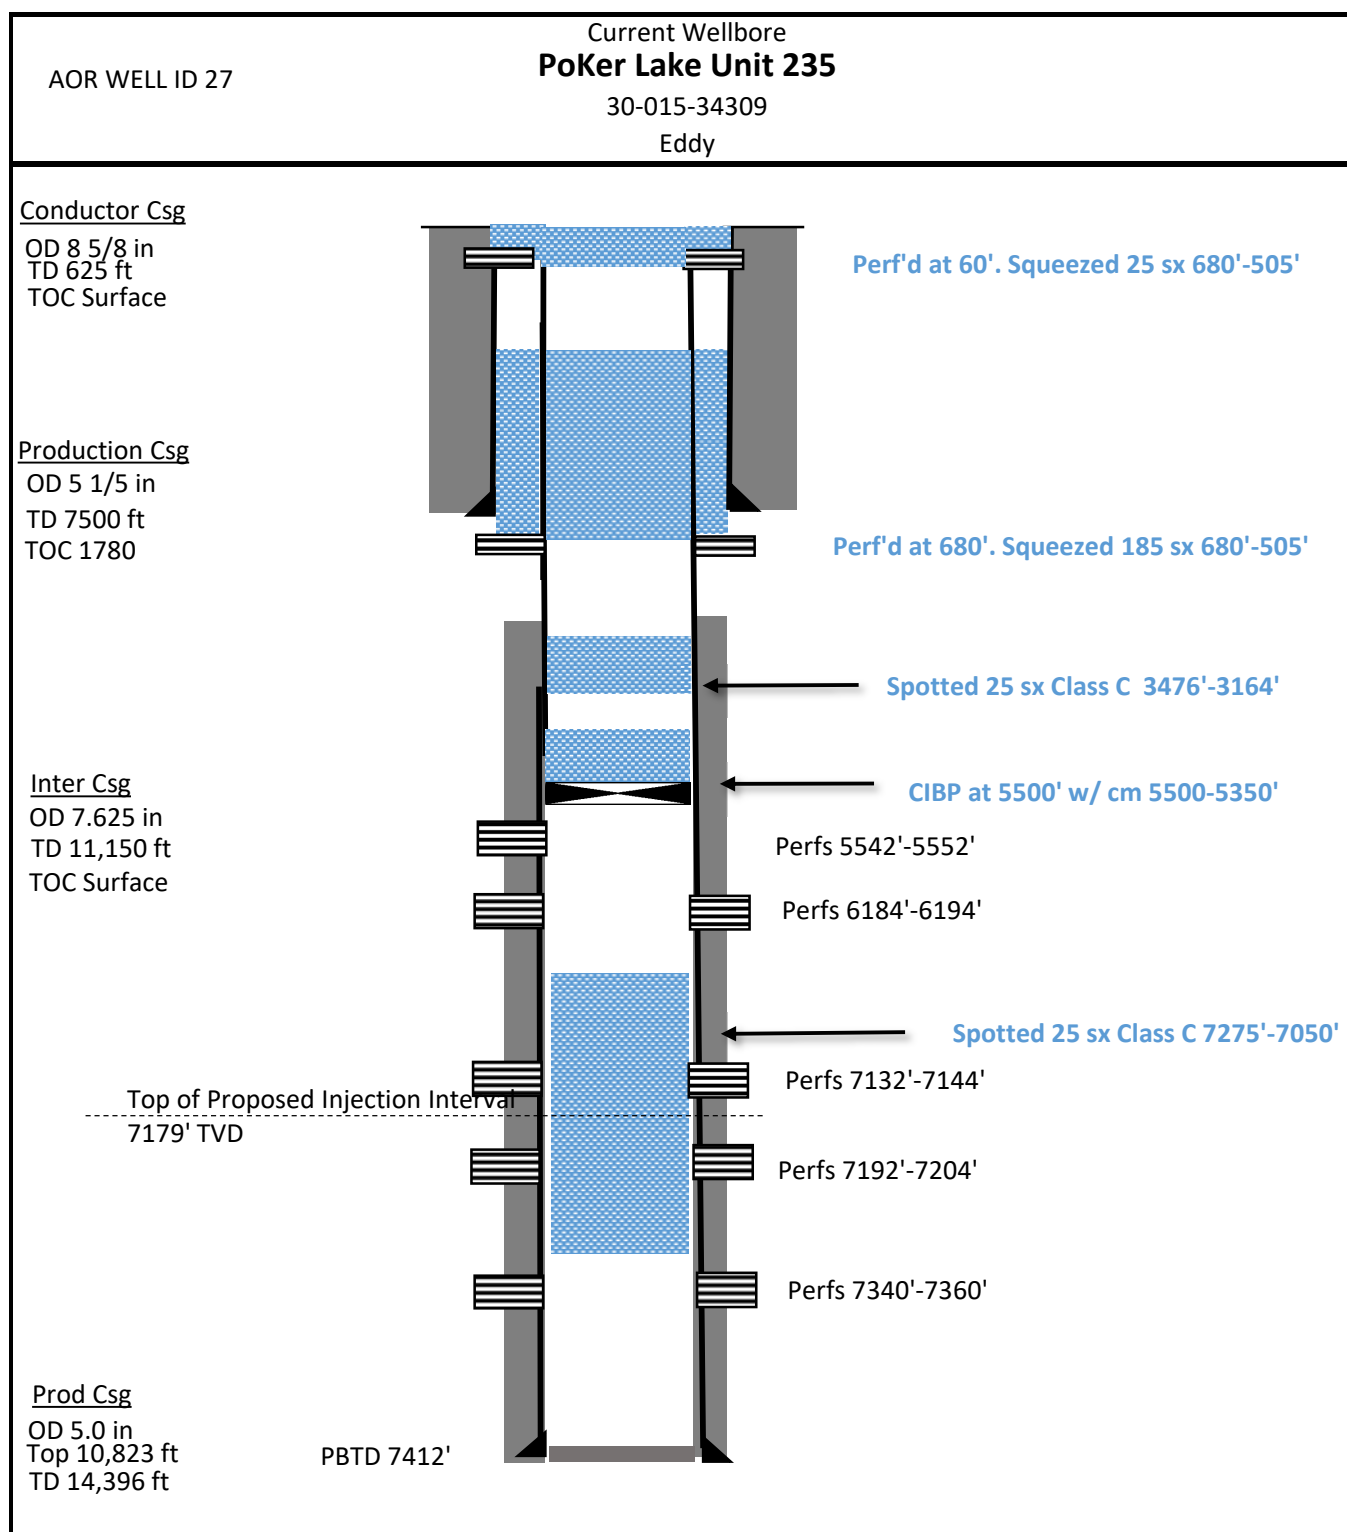 AOR WELL ID 27
Current Wellbore
PoKer Lake Unit 235
30-015-34309
Eddy
Conductor Csg
OD 8 5/8 in
TD 625 ft
TOC Surface
Perf'd at 60'. Squeezed 25 sx 680'-505'
Production Csg
OD 5 1/5 in
TD 7500 ft
TOC 1780
Perf'd at 680'. Squeezed 185 sx 680'-505'
Spotted 25 sx Class C 3476'-3164'
Inter Csg
OD 7.625 in
TD 11,150 ft
TOC Surface
CIBP at 5500' w/ cm 5500-5350'
Perfs 5542'-5552'
Perfs 6184'-6194'
Spotted 25 sx Class C 7275'-7050'
Perfs 7132'-7144'
Top of Proposed Injection Interval
7179' TVD
Perfs 7192'-7204'
Perfs 7340'-7360'
Prod Csg
OD 5.0 in
Top 10,823 ft
TD 14,396 ft
PBTD 7412'